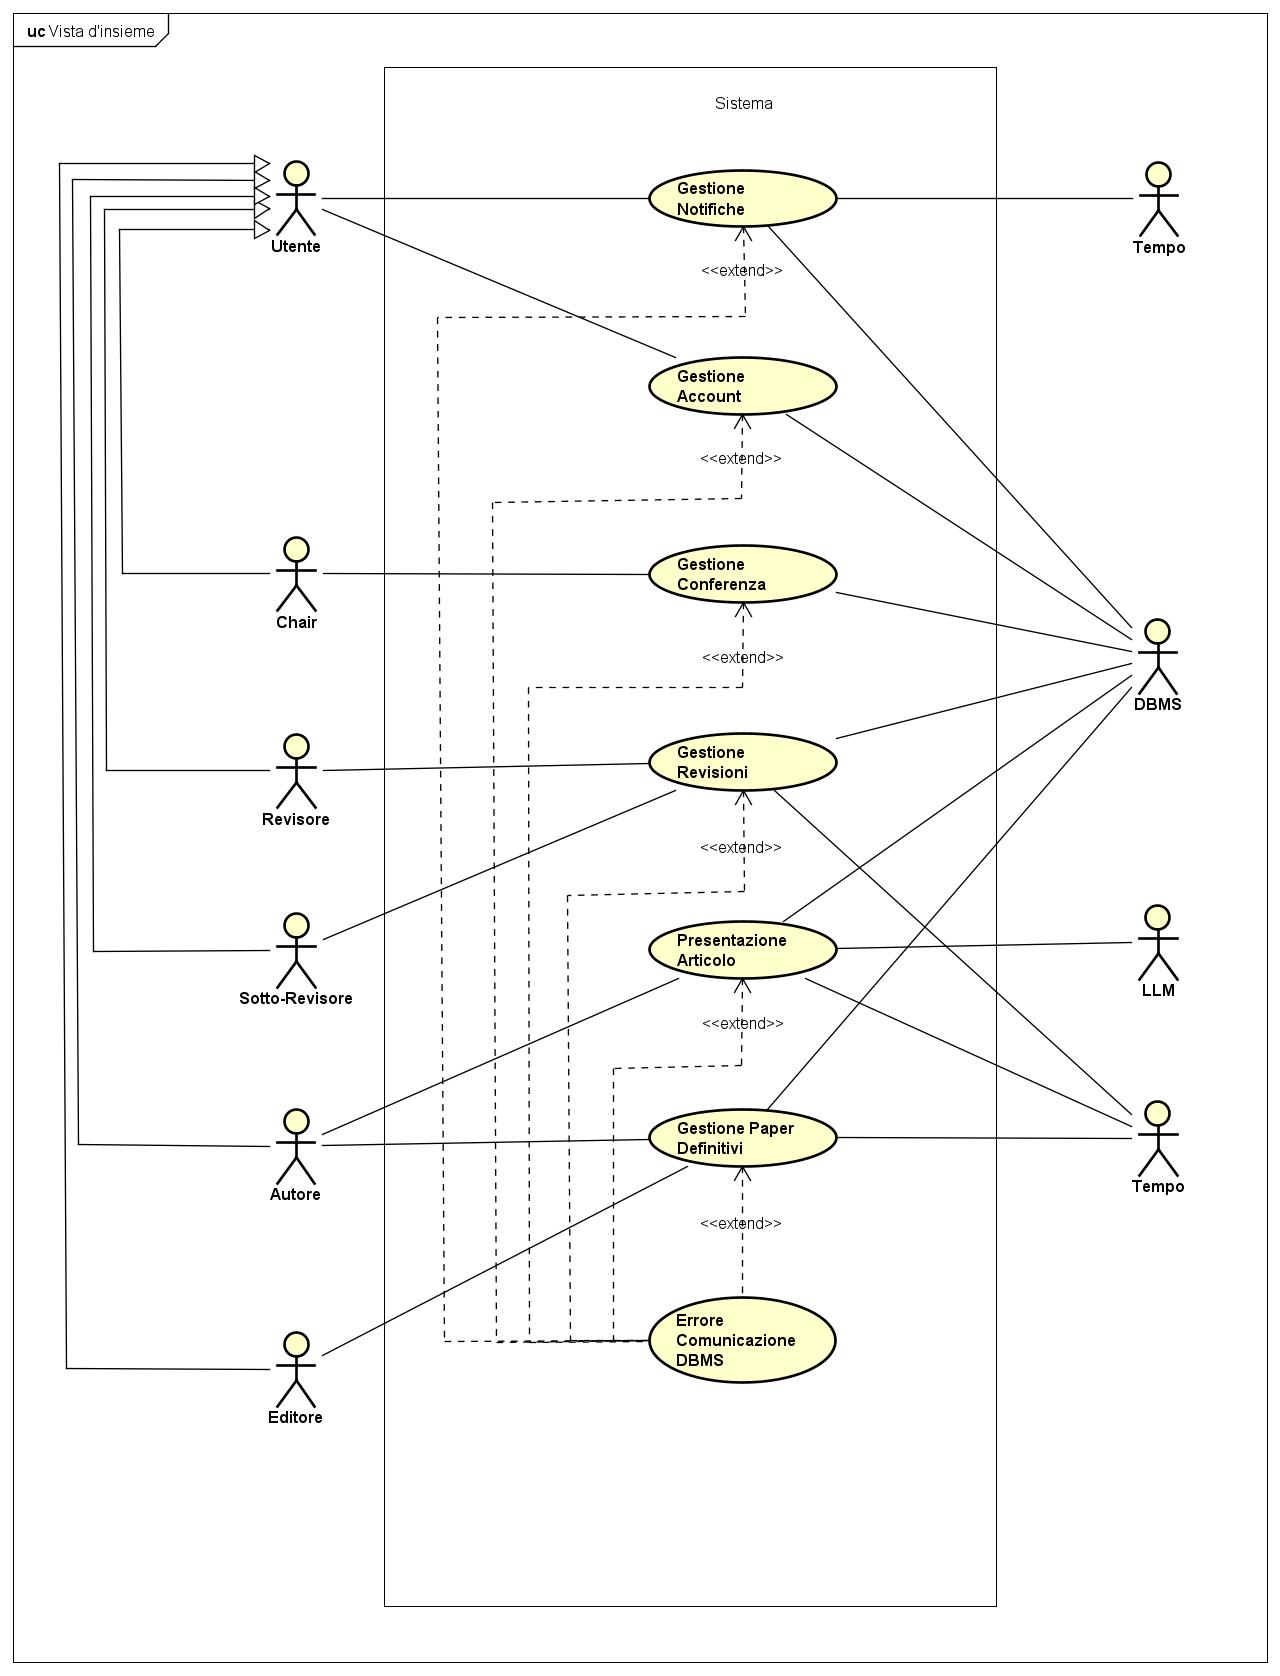 uc Vista d'insieme
Sistema
Gestione
Notifiche
Utente
Tempo
<<extend>>
Gestione
Account
<<extend>>
Gestione
Conferenza
Chair
<<extend>>
DBMS
Gestione
Revisioni
Revisore
<<extend>>
Presentazione
Articolo
Sotto-Revisore
LLM
<<extend>>
Gestione Paper
Definitivi
Autore
Tempo
<<extend>>
Errore
Comunicazione
DBMS
Editore